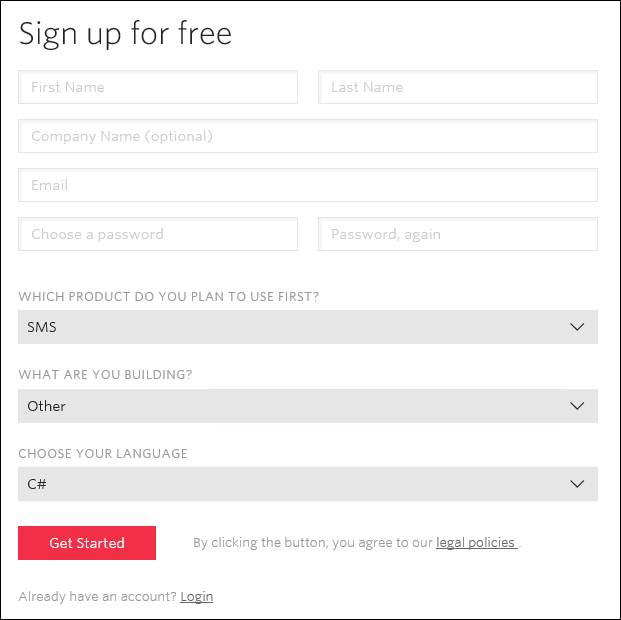 Sign up for free
First Name Last Name
Company Name (optional)
Email
Choose a password Password, again
WHICH PRODUCT DO YOU PLAN TO USE FIRST?
SMS
WHAT ARE YOU BUILDING?
Other
CHOOSE YOUR LANGUAGE
C#
Get Started By clicking the button, you agree to our legal policies .
Already have an account? Login